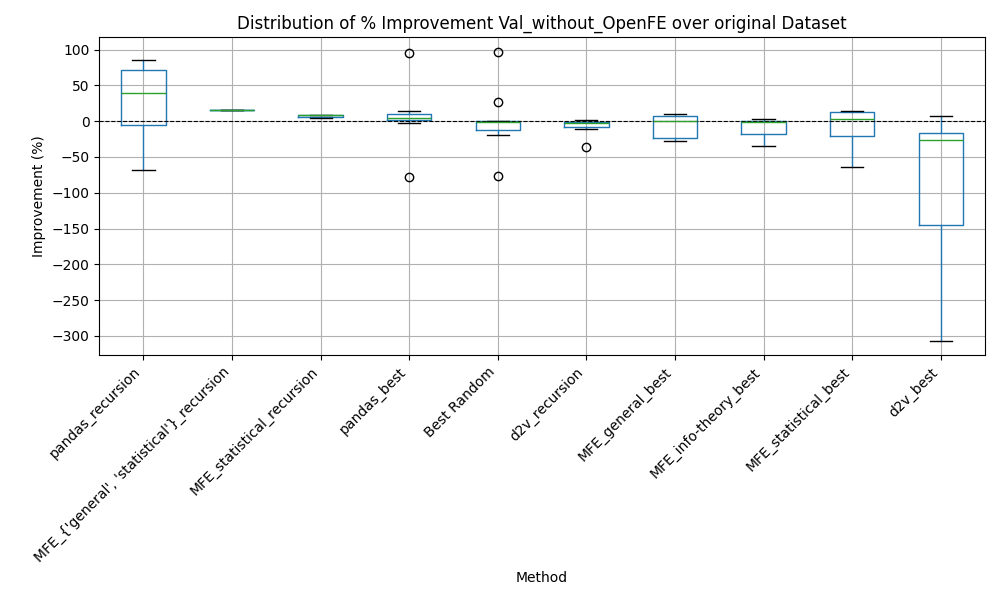 Distribution of % Improvement Val_without_OpenFE over original Dataset
Improvement (%)
100
50
0
−50
−100
−150
−200
−250
−300
pandas_recursion
MFE_{'general', 'statistical'}_recursion
MFE_statistical_recursion
pandas_best
Best Random
d2v_recursion
MFE_general_best
MFE_info-theory_best
MFE_statistical_best
d2v_best
Method